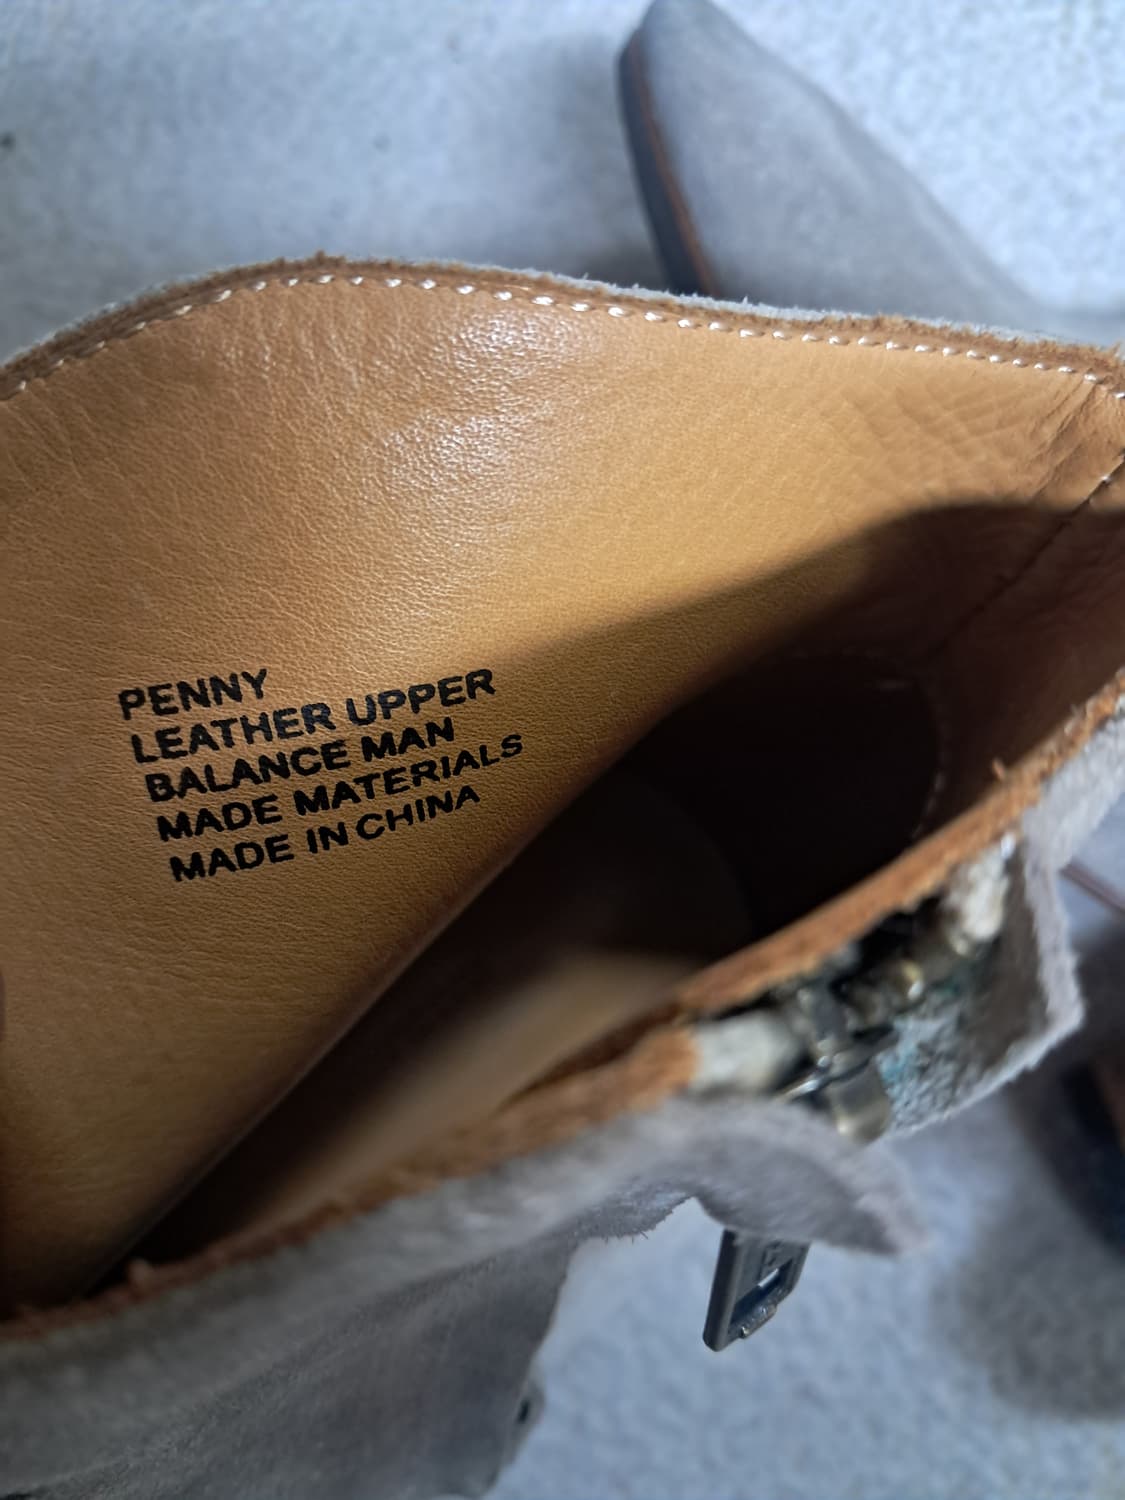 PENNY
LEATHER UPPER
BALANCE MAN
MADE MATERIALS
MADE IN CHINA